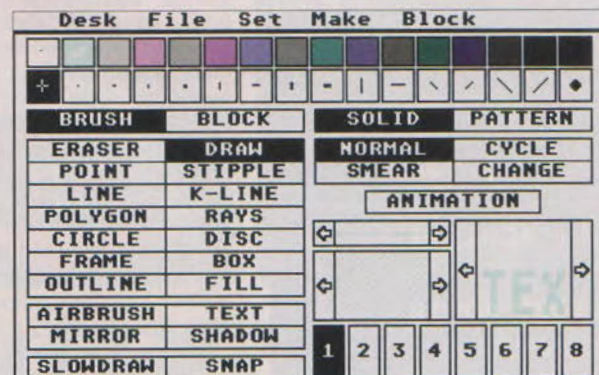 Desk File Set Make Block
BRUSH BLOCK
ERASER DRAW
POINT STIPPLE
LINE K-LINE
POLYGON RAYS
CIRCLE DISC
FRAME BOX
OUTLINE FILL
AIRBRUSH TEXT
MIRROR SHADOW
SLOWDRAW SNAP
SOLID PATTERN
NORMAL CYCLE
SMEAR CHANGE
ANIMATION
TEX
1 2 3 4 5 6 7 8